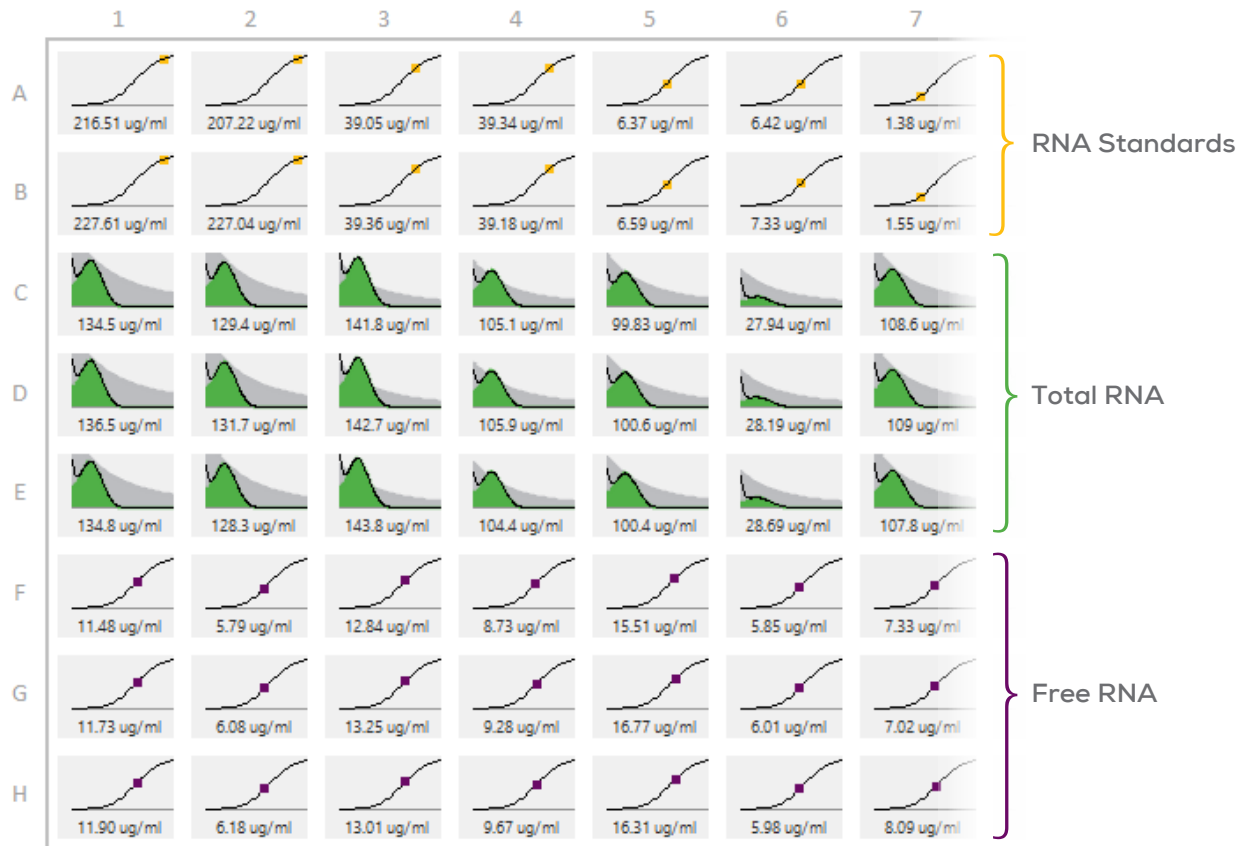 1 2 3 4 5 6 7
A
216.51 ug/ml 207.22 ug/ml 39.05 ug/ml 39.34 ug/ml 6.37 ug/ml 6.42 ug/ml 1.38 ug/ml
RNA Standards
B
227.61 ug/ml 227.04 ug/ml 39.36 ug/ml 39.18 ug/ml 6.59 ug/ml 7.33 ug/ml 1.55 ug/ml
C
134.5 ug/ml 129.4 ug/ml 141.8 ug/ml 105.1 ug/ml 99.83 ug/ml 27.94 ug/ml 108.6 ug/ml
D
Total RNA
136.5 ug/ml 131.7 ug/ml 142.7 ug/ml 105.9 ug/ml 100.6 ug/ml 28.19 ug/ml 109 ug/ml
E
134.8 ug/ml 128.3 ug/ml 143.8 ug/ml 104.4 ug/ml 100.4 ug/ml 28.69 ug/ml 107.8 ug/ml
F
11.48 ug/ml 5.79 ug/ml 12.84 ug/ml 8.73 ug/ml 15.51 ug/ml 5.85 ug/ml 7.33 ug/ml
G
Free RNA
11.73 ug/ml 6.08 ug/ml 13.25 ug/ml 9.28 ug/ml 16.77 ug/ml 6.01 ug/ml 7.02 ug/ml
H
11.90 ug/ml 6.18 ug/ml 13.01 ug/ml 9.67 ug/ml 16.31 ug/ml 5.98 ug/ml 8.09 ug/ml